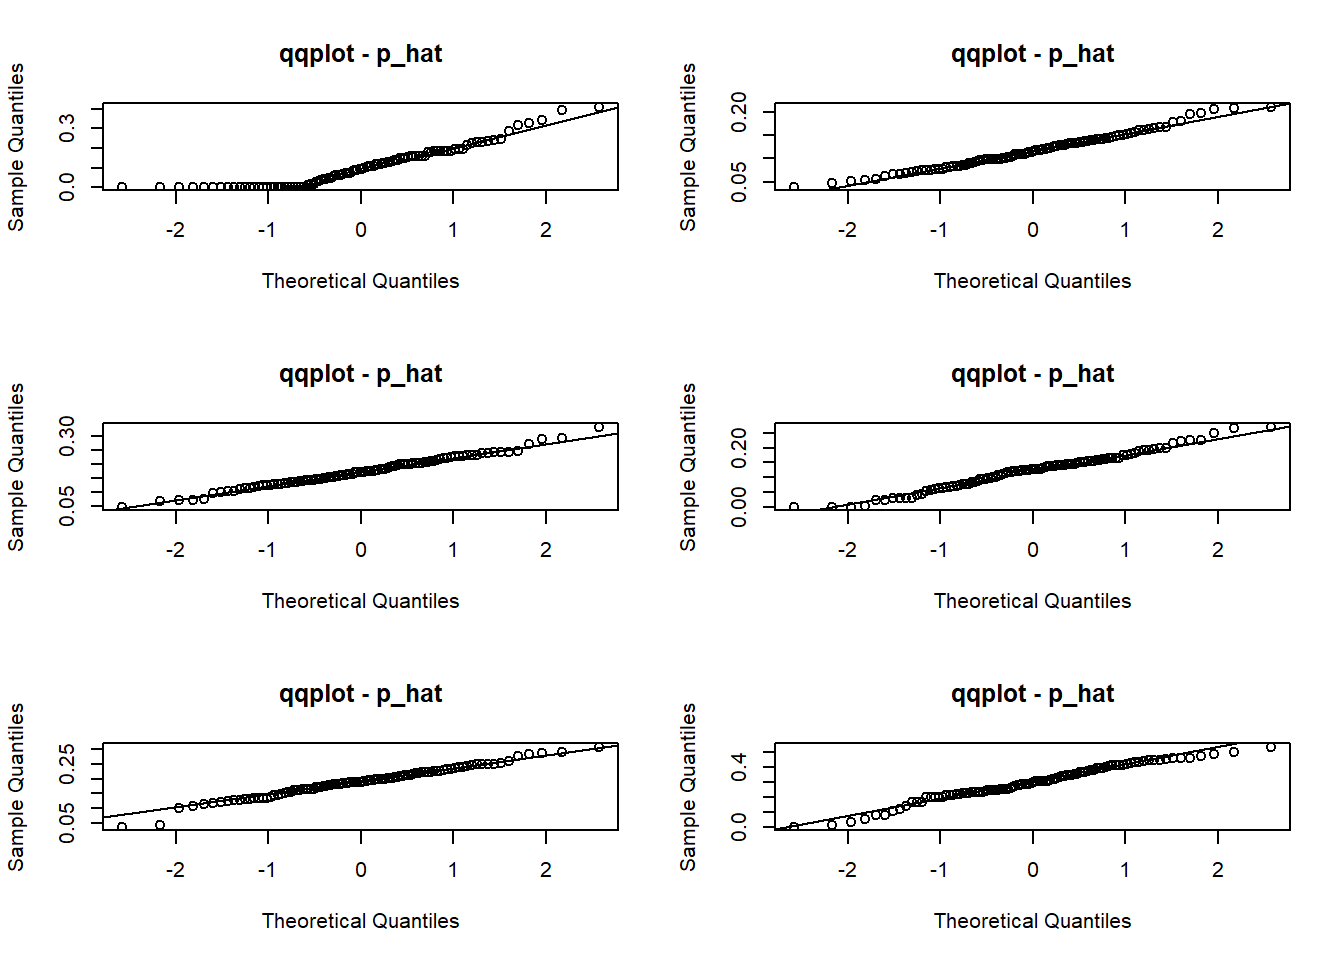 qqplot - p_hat
Sample Quantiles
0.0 0.3
-2 -1 0 1 2
Theoretical Quantiles
qqplot - p_hat
Sample Quantiles
0.05 0.20
-2 -1 0 1 2
Theoretical Quantiles
qqplot - p_hat
Sample Quantiles
0.05 0.30
-2 -1 0 1 2
Theoretical Quantiles
qqplot - p_hat
Sample Quantiles
0.00 0.20
-2 -1 0 1 2
Theoretical Quantiles
qqplot - p_hat
Sample Quantiles
0.05 0.25
-2 -1 0 1 2
Theoretical Quantiles
qqplot - p_hat
Sample Quantiles
0.0 0.4
-2 -1 0 1 2
Theoretical Quantiles